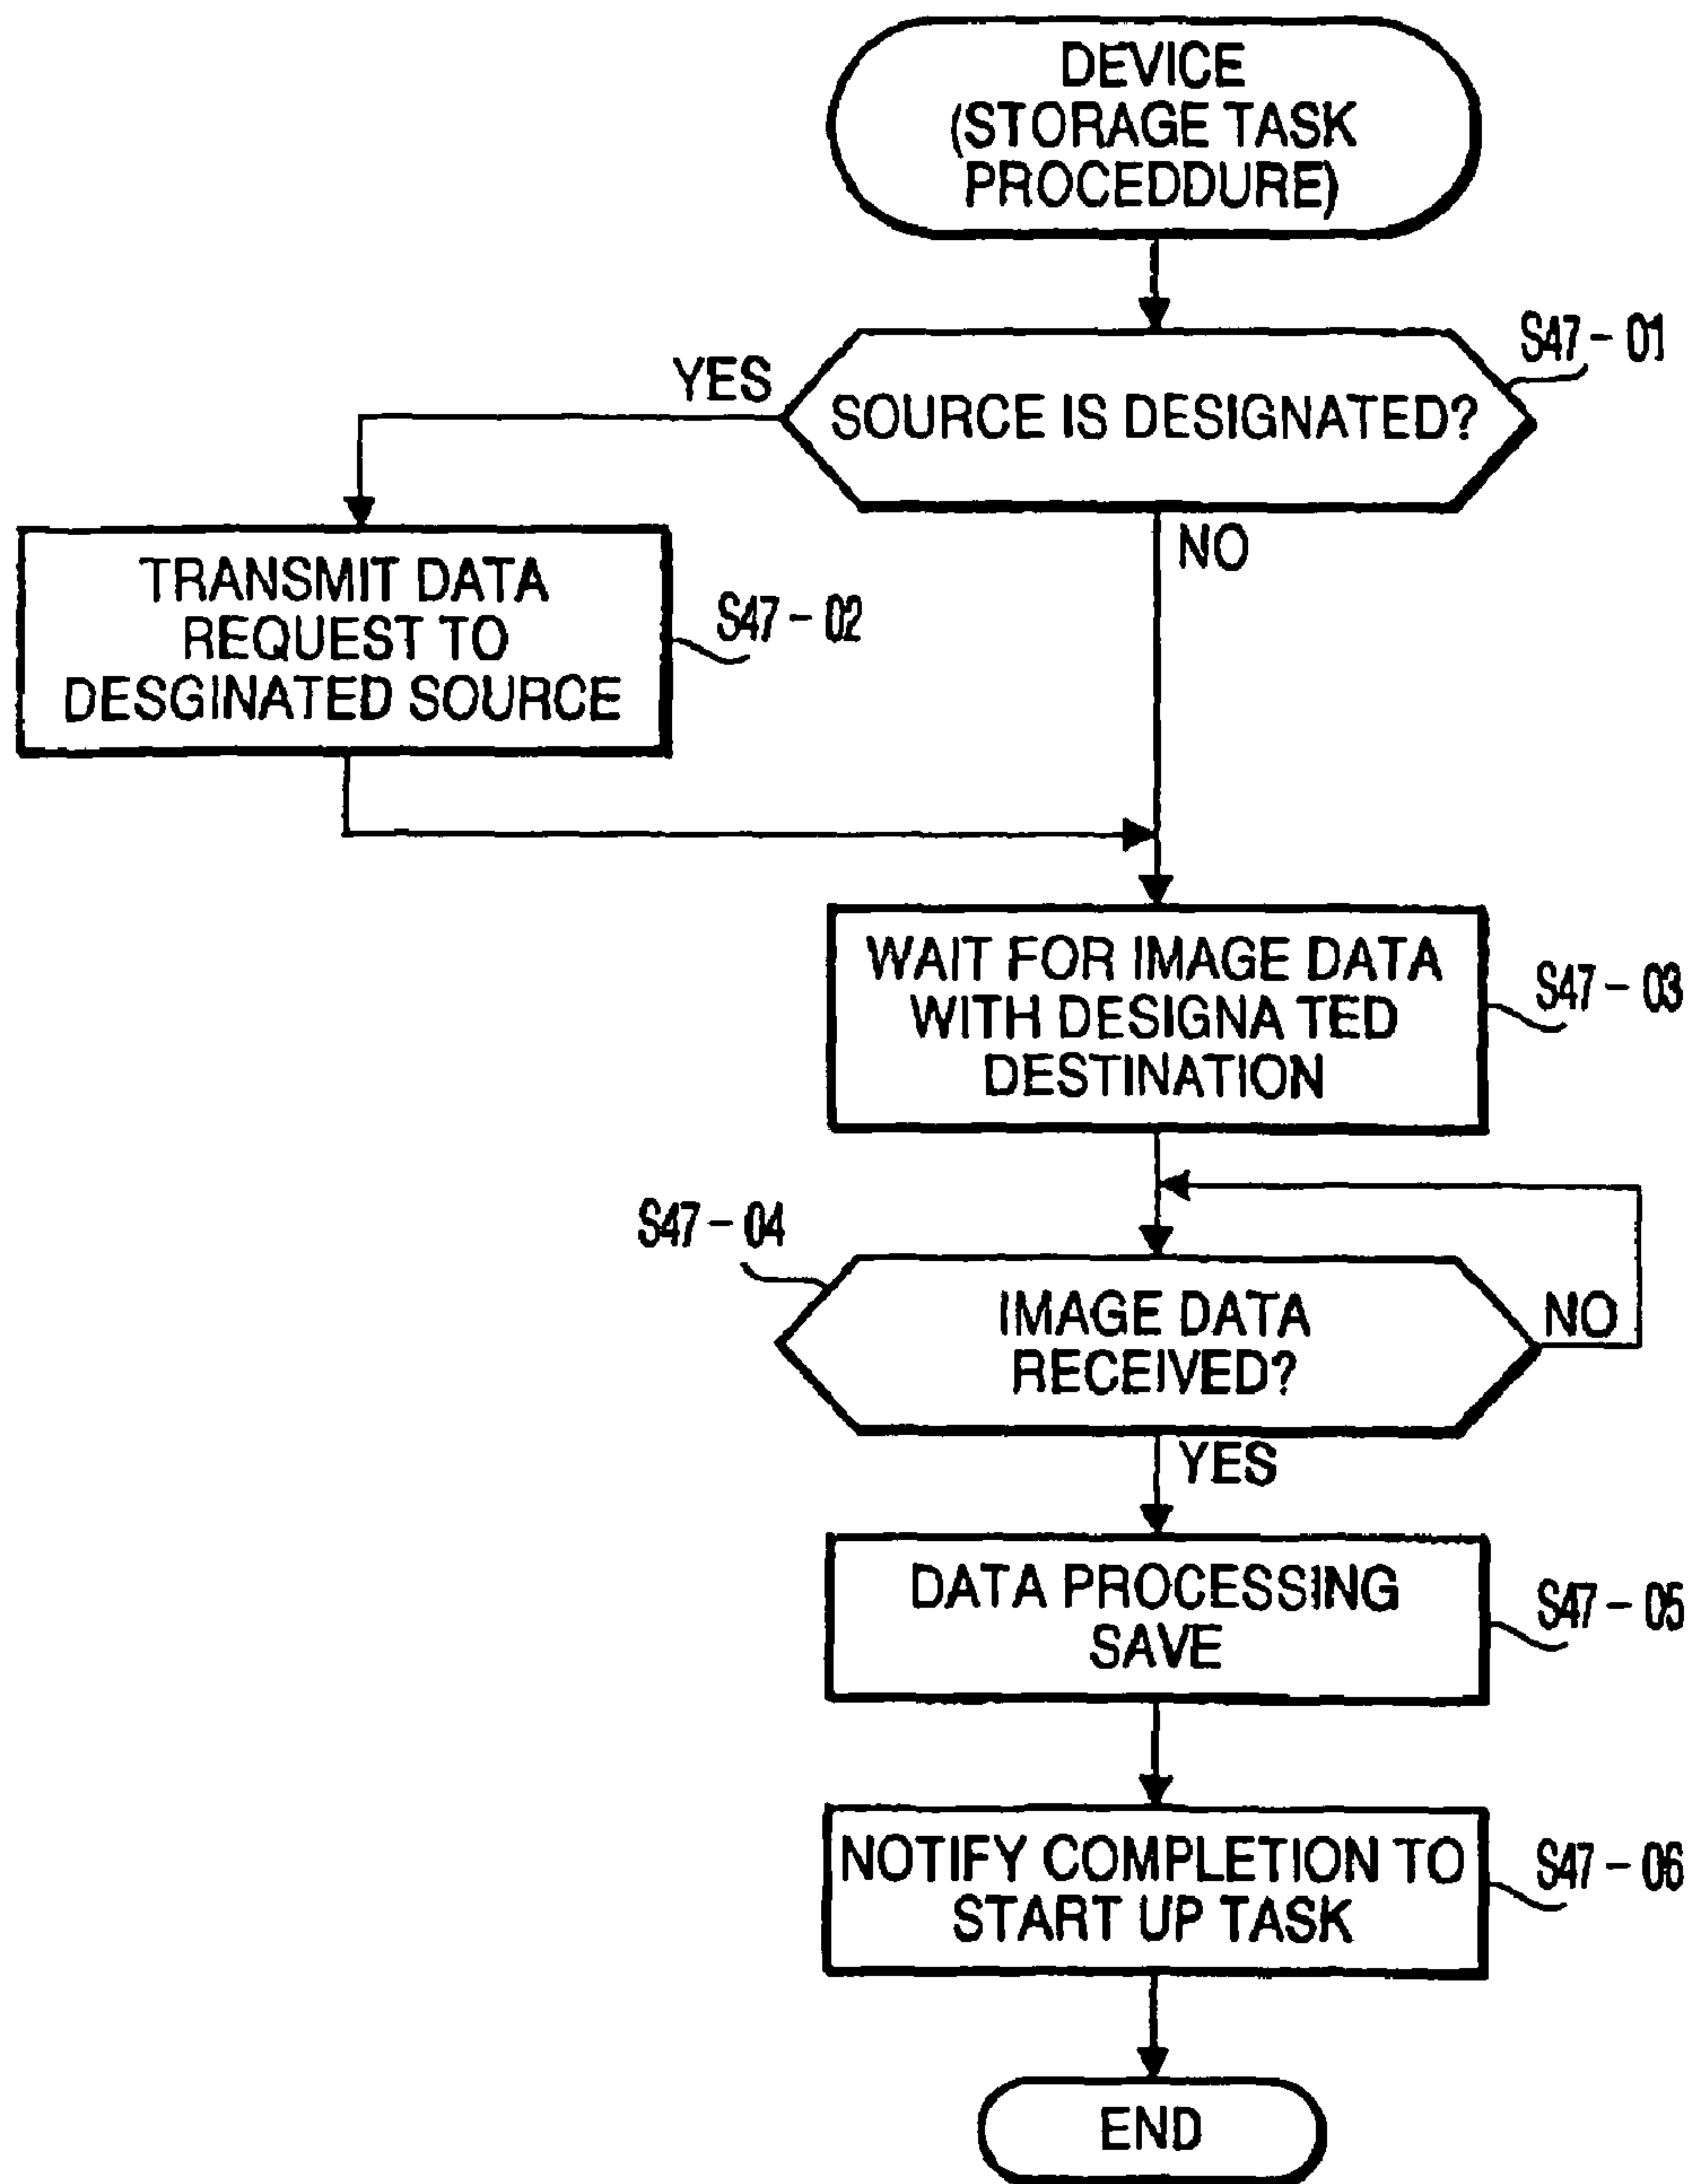 DEVICE
(STORAGE TASK
PROCEDDURE)
S47-01
YES
SOURCE IS DESIGNATED?
NO
TRANSMIT DATA
REQUEST TO
DESGINATED SOURCE
S47-02
WAIT FOR IMAGE DATA
WITH DESIGNA TED
DESTINATION
S47-03
S47-04
IMAGE DATA
RECEIVED?
NO
YES
DATA PROCESSING
SAVE
S47-05
NOTIFY COMPLETION TO
START UP TASK
S47-06
END